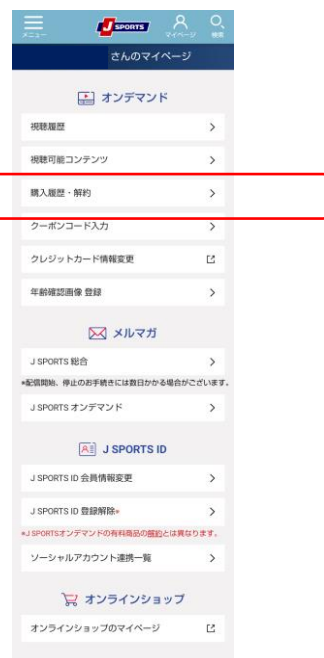 J SPORTS
メニュー
マイページ
検索
さんのマイページ
オンデマンド
視聴履歴
視聴可能コンテンツ
購入履歴・解約
クーポンコード入力
クレジットカード情報変更
年齢確認画像 登録
メルマガ
J SPORTS 総合
※配信開始、停止のお手続きには数日かかる場合がございます。
J SPORTS オンデマンド
J SPORTS ID
J SPORTS ID 会員情報変更
J SPORTS ID 登録解除※
※J SPORTSオンデマンドの有料商品の解約とは異なります。
ソーシャルアカウント連携一覧
オンラインショップ
オンラインショップのマイページ